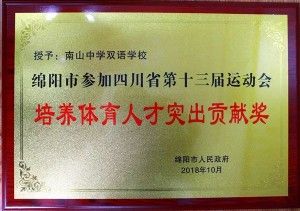 授予：南山中学双语学校
绵阳市参加四川省第十三届运动会
培养体育人才突出贡献奖
绵阳市人民政府
2018年10月